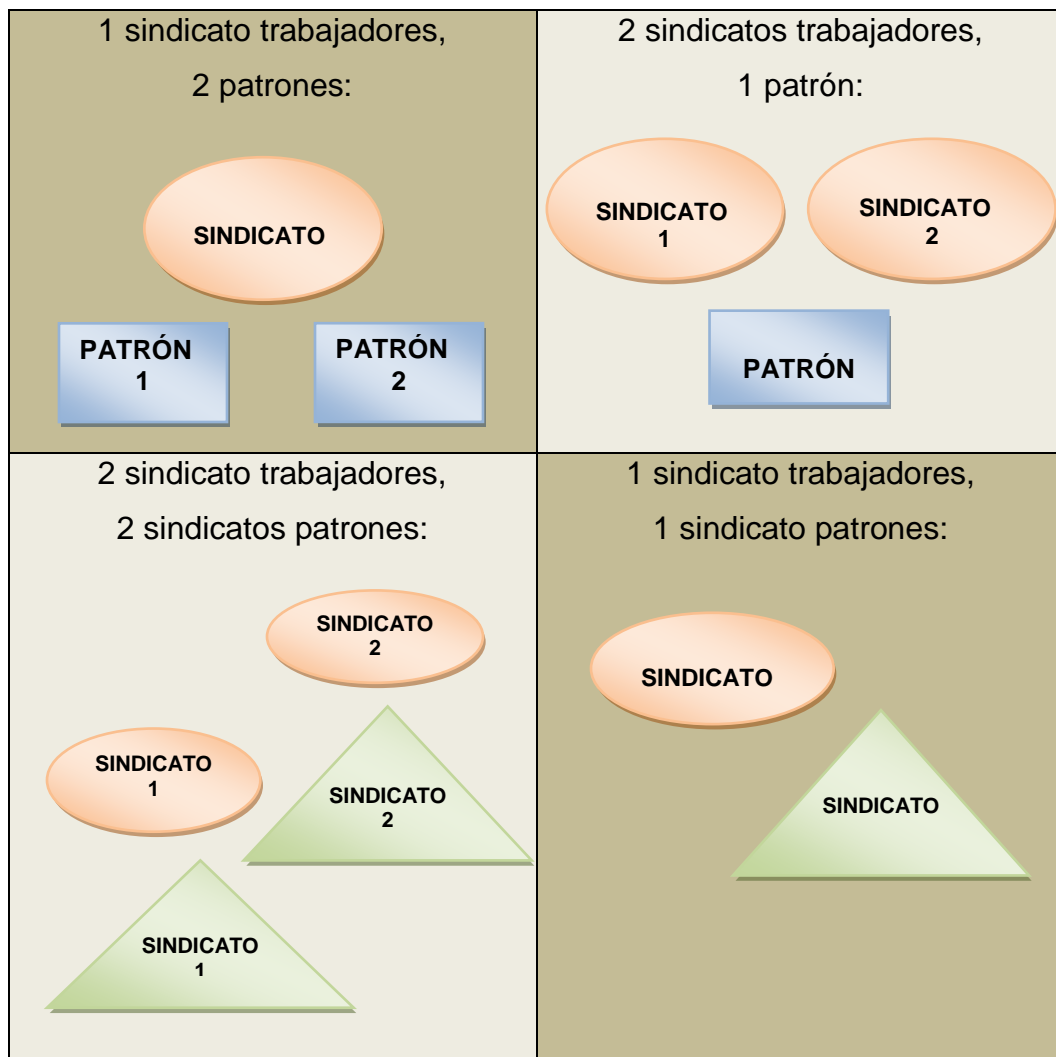 1 sindicato trabajadores,
2 patrones:
SINDICATO
PATRÓN
1
PATRÓN
2
2 sindicatos trabajadores,
1 patrón:
SINDICATO
1
SINDICATO
2
PATRÓN
2 sindicato trabajadores,
2 sindicatos patrones:
SINDICATO
2
SINDICATO
1
SINDICATO
2
SINDICATO
1
1 sindicato trabajadores,
1 sindicato patrones:
SINDICATO
SINDICATO